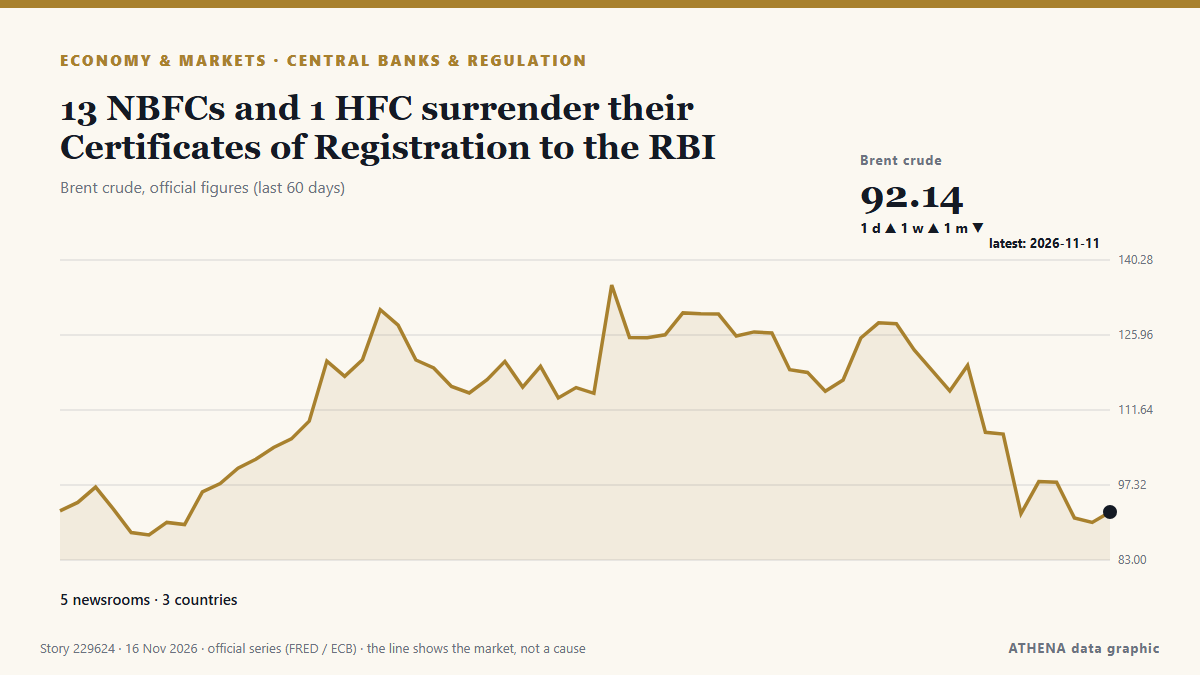 ECONOMY & MARKETS · CENTRAL BANKS & REGULATION
13 NBFCs and 1 HFC surrender their
Certificates of Registration to the RBI
Brent crude, official figures (last 60 days)
Brent crude
92.14
1 d ▲ 1 w ▲ 1 m ▼
latest: 2026-11-11
140.28
125.96
111.64
97.32
83.00
5 newsrooms · 3 countries
Story 229624 · 16 Nov 2026 · official series (FRED / ECB) · the line shows the market, not a cause
ATHENA data graphic